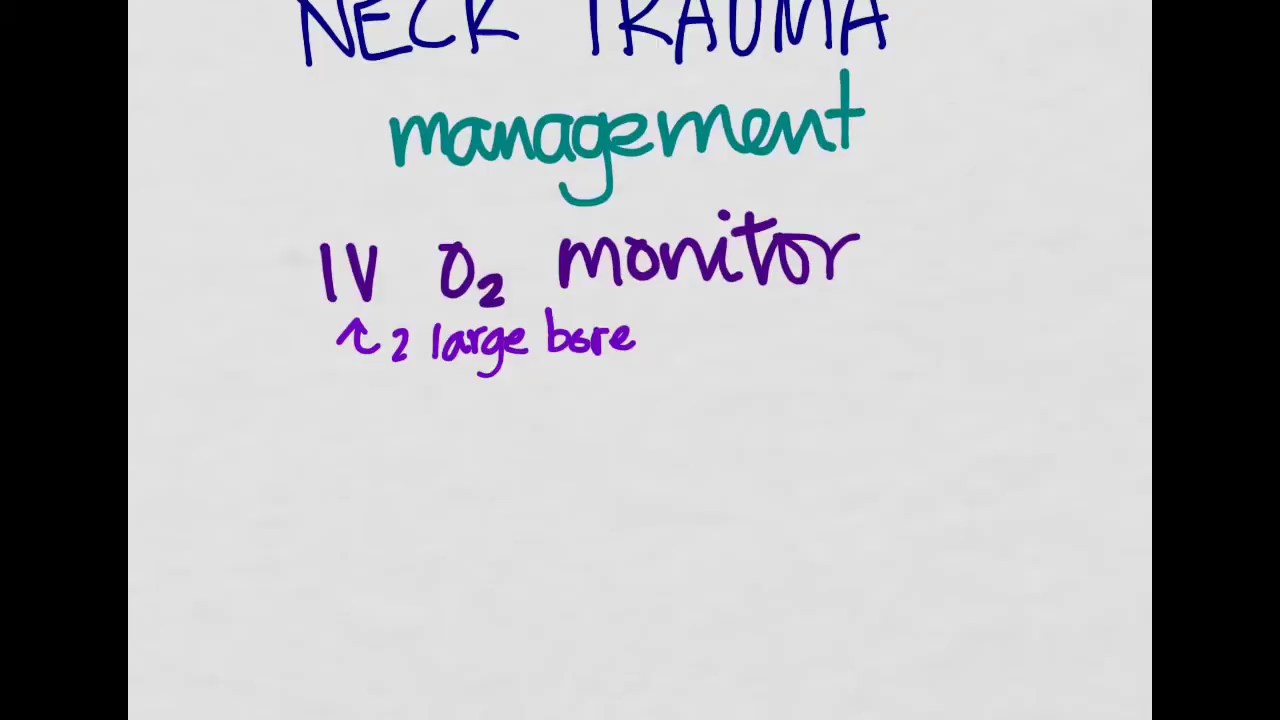 NECK TRAUMA
management
IV O₂ monitor
↑ 2 large bore